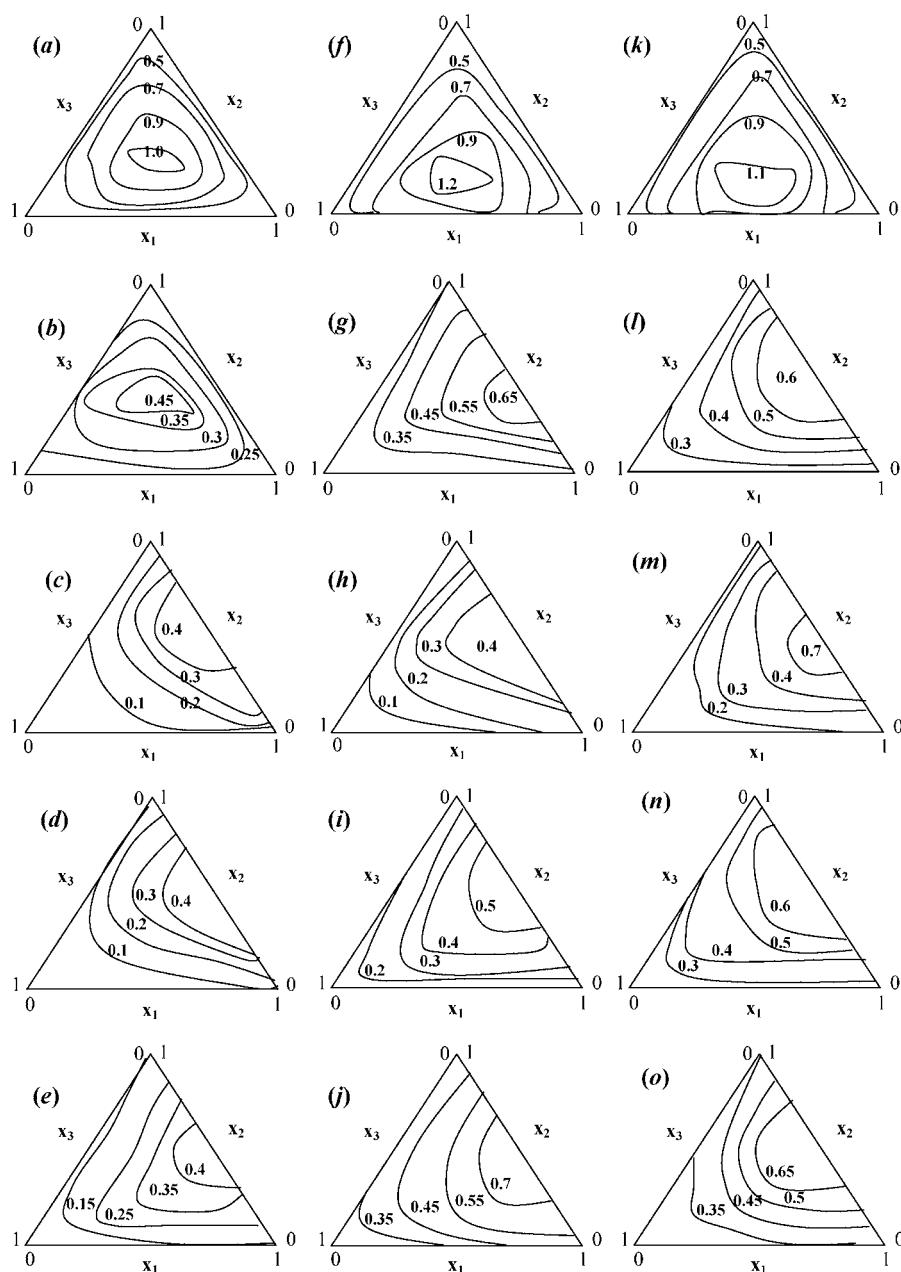 (a) 0 1 (f) 0 1 (k) 0 1
0.5 0.5 0.5
0.7 0.7 0.7
x3 x2 x3 x2 x3 x2
0.9 0.9 0.9
1.0 1.2 1.1
1 0 1 0 1 0
0 x1 1 0 x1 1 0 x1 1
(b) 0 1 (g) 0 1 (l) 0 1
x3 x2 x3 x2 x3 x2
0.45 0.65 0.6
0.35 0.45 0.55 0.4 0.5
0.3 0.35 0.3
0.25
1 0 1 0 1 0
0 x1 1 0 x1 1 0 x1 1
(c) 0 1 (h) 0 1 (m) 0 1
x3 x2 x3 x2 x3 x2
0.4 0.3 0.4 0.7
0.3 0.2 0.4
0.1 0.2 0.1 0.2 0.3
1 0 1 0 1 0
0 x1 1 0 x1 1 0 x1 1
(d) 0 1 (i) 0 1 (n) 0 1
x3 x2 x3 x2 x3 x2
0.3 0.4 0.5 0.6
0.2 0.4 0.4 0.5
0.1 0.2 0.3 0.3
1 0 1 0 1 0
0 x1 1 0 x1 1 0 x1 1
(e) 0 1 (j) 0 1 (o) 0 1
x3 x2 x3 x2 x3 x2
0.4 0.7 0.65
0.15 0.25 0.35 0.35 0.45 0.55 0.35 0.45 0.5
1 0 1 0 1 0
0 x1 1 0 x1 1 0 x1 1